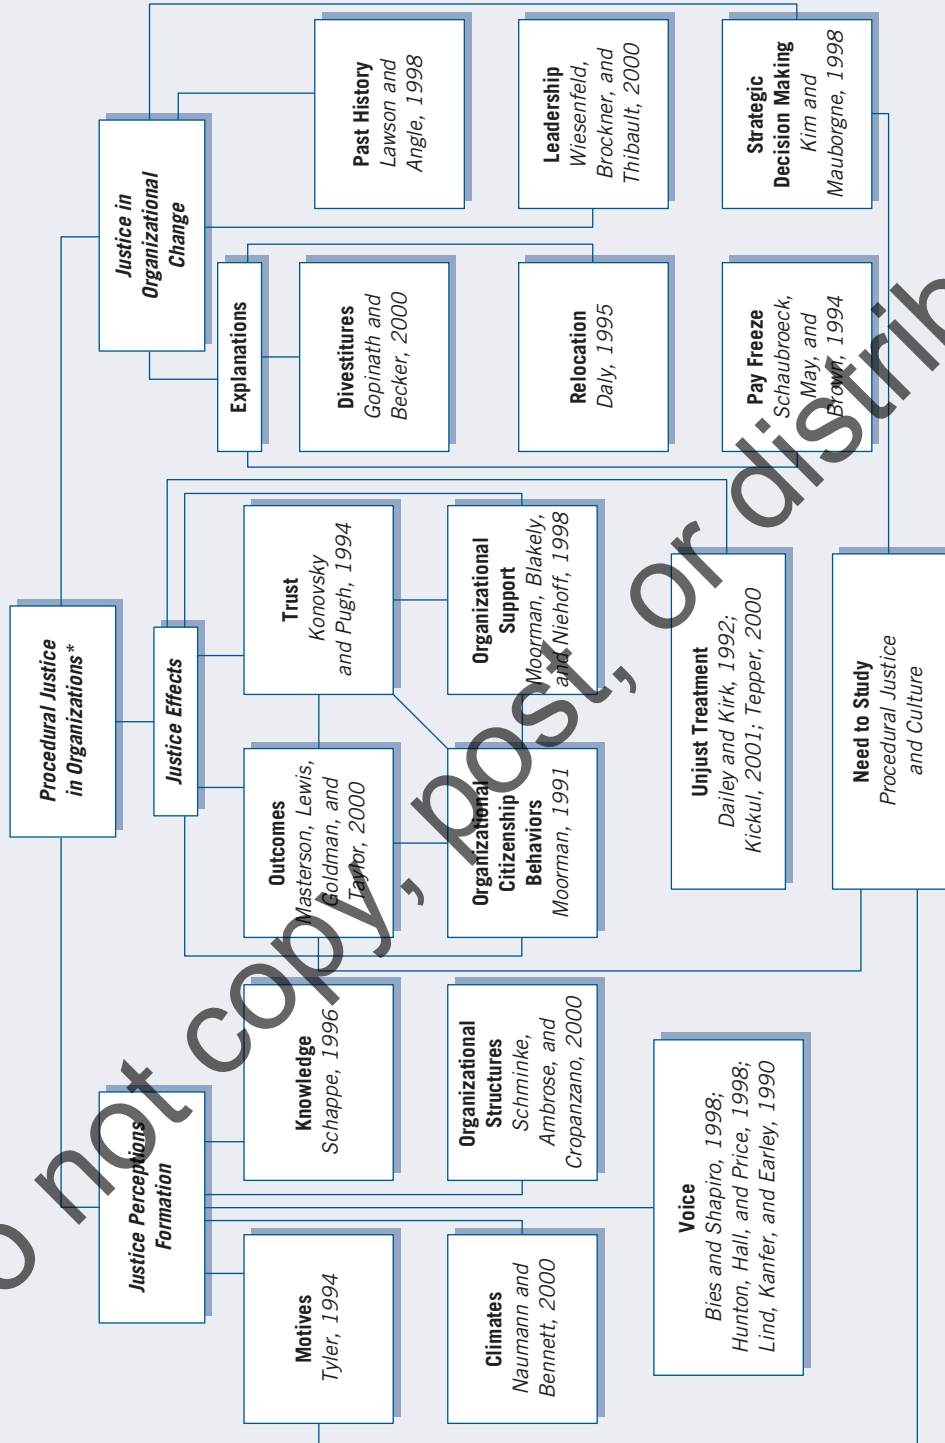 Procedural Justice
in Organizations*
Justice Perceptions
Formation
Motives
Tyler, 1994
Knowledge
Schappe, 1996
Climates
Naumann and
Bennett, 2000
Organizational
Structures
Schminke,
Ambrose, and
Cropanzano, 2000
Voice
Bies and Shapiro, 1998;
Hunton, Hall, and Price, 1998;
Lind, Kanfer, and Earley, 1990
Justice Effects
Outcomes
Masterson, Lewis,
Goldman, and
Taylor, 2000
Trust
Konovsky
and Pugh, 1994
Organizational
Citizenship
Behaviors
Moorman, 1991
Organizational
Support
Moorman, Blakely,
and Niehoff, 1998
Unjust Treatment
Dailey and Kirk, 1992;
Kickul, 2001; Tepper, 2000
Need to Study
Procedural Justice
and Culture
Justice in
Organizational
Change
Explanations
Divestitures
Gopinath and
Becker, 2000
Past History
Lawson and
Angle, 1998
Relocation
Daly, 1995
Leadership
Wiesenfeld,
Brockner, and
Thibault, 2000
Pay Freeze
Schaubroeck,
May, and
Brown, 1994
Strategic
Decision Making
Kim and
Mauborgne, 1998
o not copy, post, or distrib